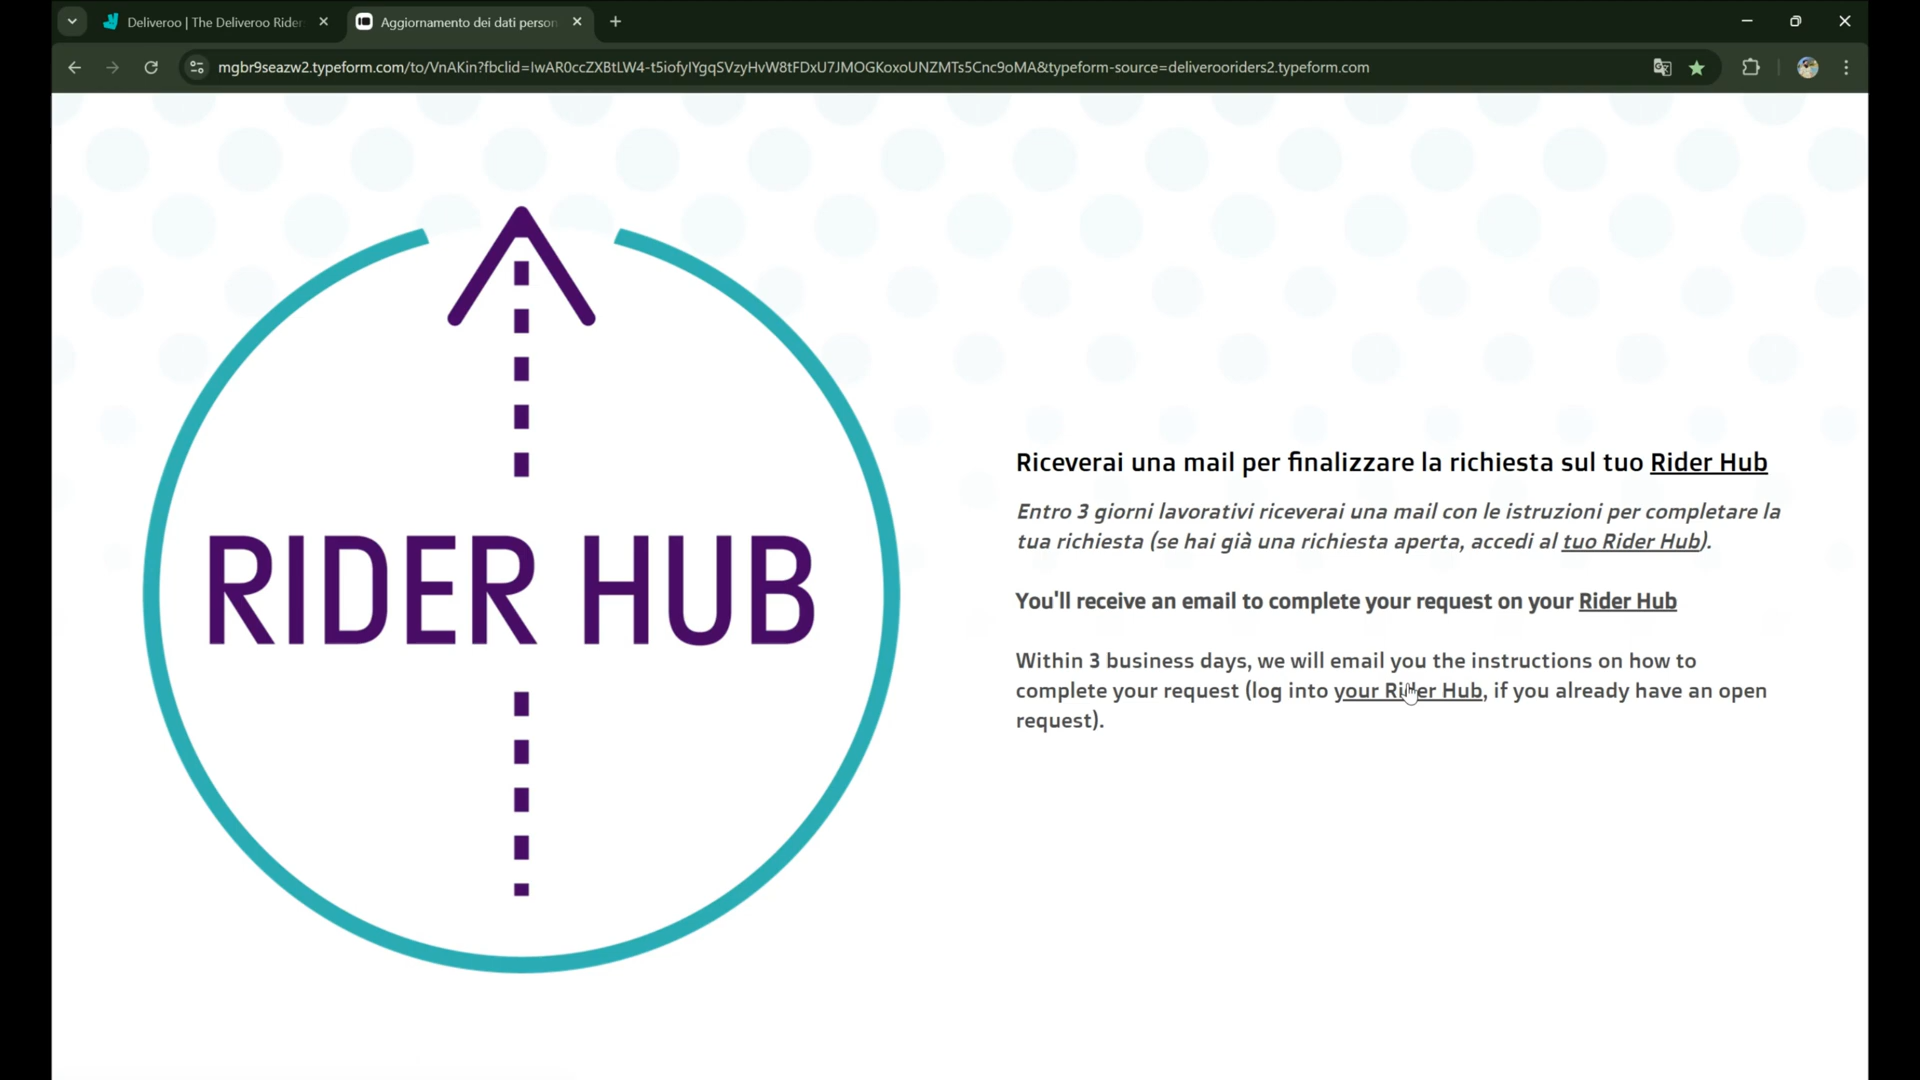 Deliveroo | The Deliveroo Rider
Aggiornamento dei dati person
mgbr9seazw2.typeform.com/to/VnAKin?fbclid=IwAR0ccZXBtLW4-t5iofyIYgqSVzyHvW8tFDxU7JMOGKoxoUNZMTs5Cnc9oMA&typeform-source=deliverooriders2.typeform.com
RIDER HUB
Riceverai una mail per finalizzare la richiesta sul tuo Rider Hub
Entro 3 giorni lavorativi riceverai una mail con le istruzioni per completare la
tua richiesta (se hai già una richiesta aperta, accedi al tuo Rider Hub).
You'll receive an email to complete your request on your Rider Hub
Within 3 business days, we will email you the instructions on how to
complete your request (log into your Rider Hub, if you already have an open
request).